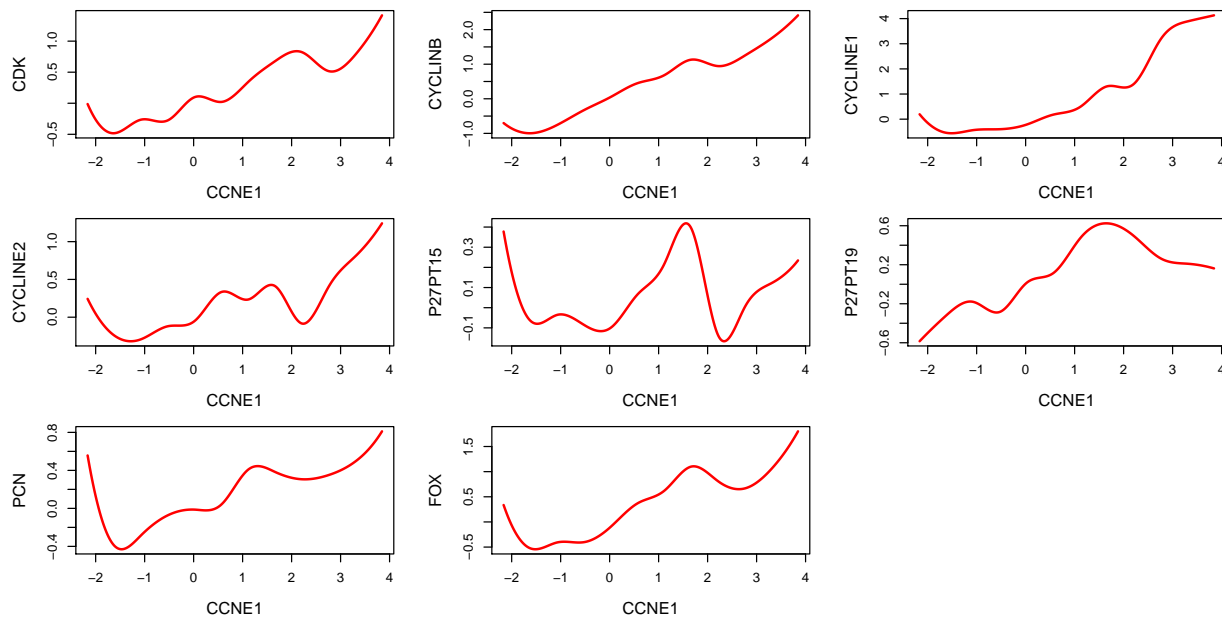 CDK
−0.5 0.5 1.0
−2 −1 0 1 2 3 4
CCNE1
CYCLINB
−1.0 0.0 1.0 2.0
−2 −1 0 1 2 3 4
CCNE1
CYCLINE1
0 1 2 3 4
−2 −1 0 1 2 3 4
CCNE1
CYCLINE2
0.0 0.5 1.0
−2 −1 0 1 2 3 4
CCNE1
P27PT15
−0.1 0.1 0.3
−2 −1 0 1 2 3 4
CCNE1
P27PT19
−0.6 −0.2 0.2 0.6
−2 −1 0 1 2 3 4
CCNE1
PCN
−0.4 0.0 0.4 0.8
−2 −1 0 1 2 3 4
CCNE1
FOX
−0.5 0.5 1.5
−2 −1 0 1 2 3 4
CCNE1